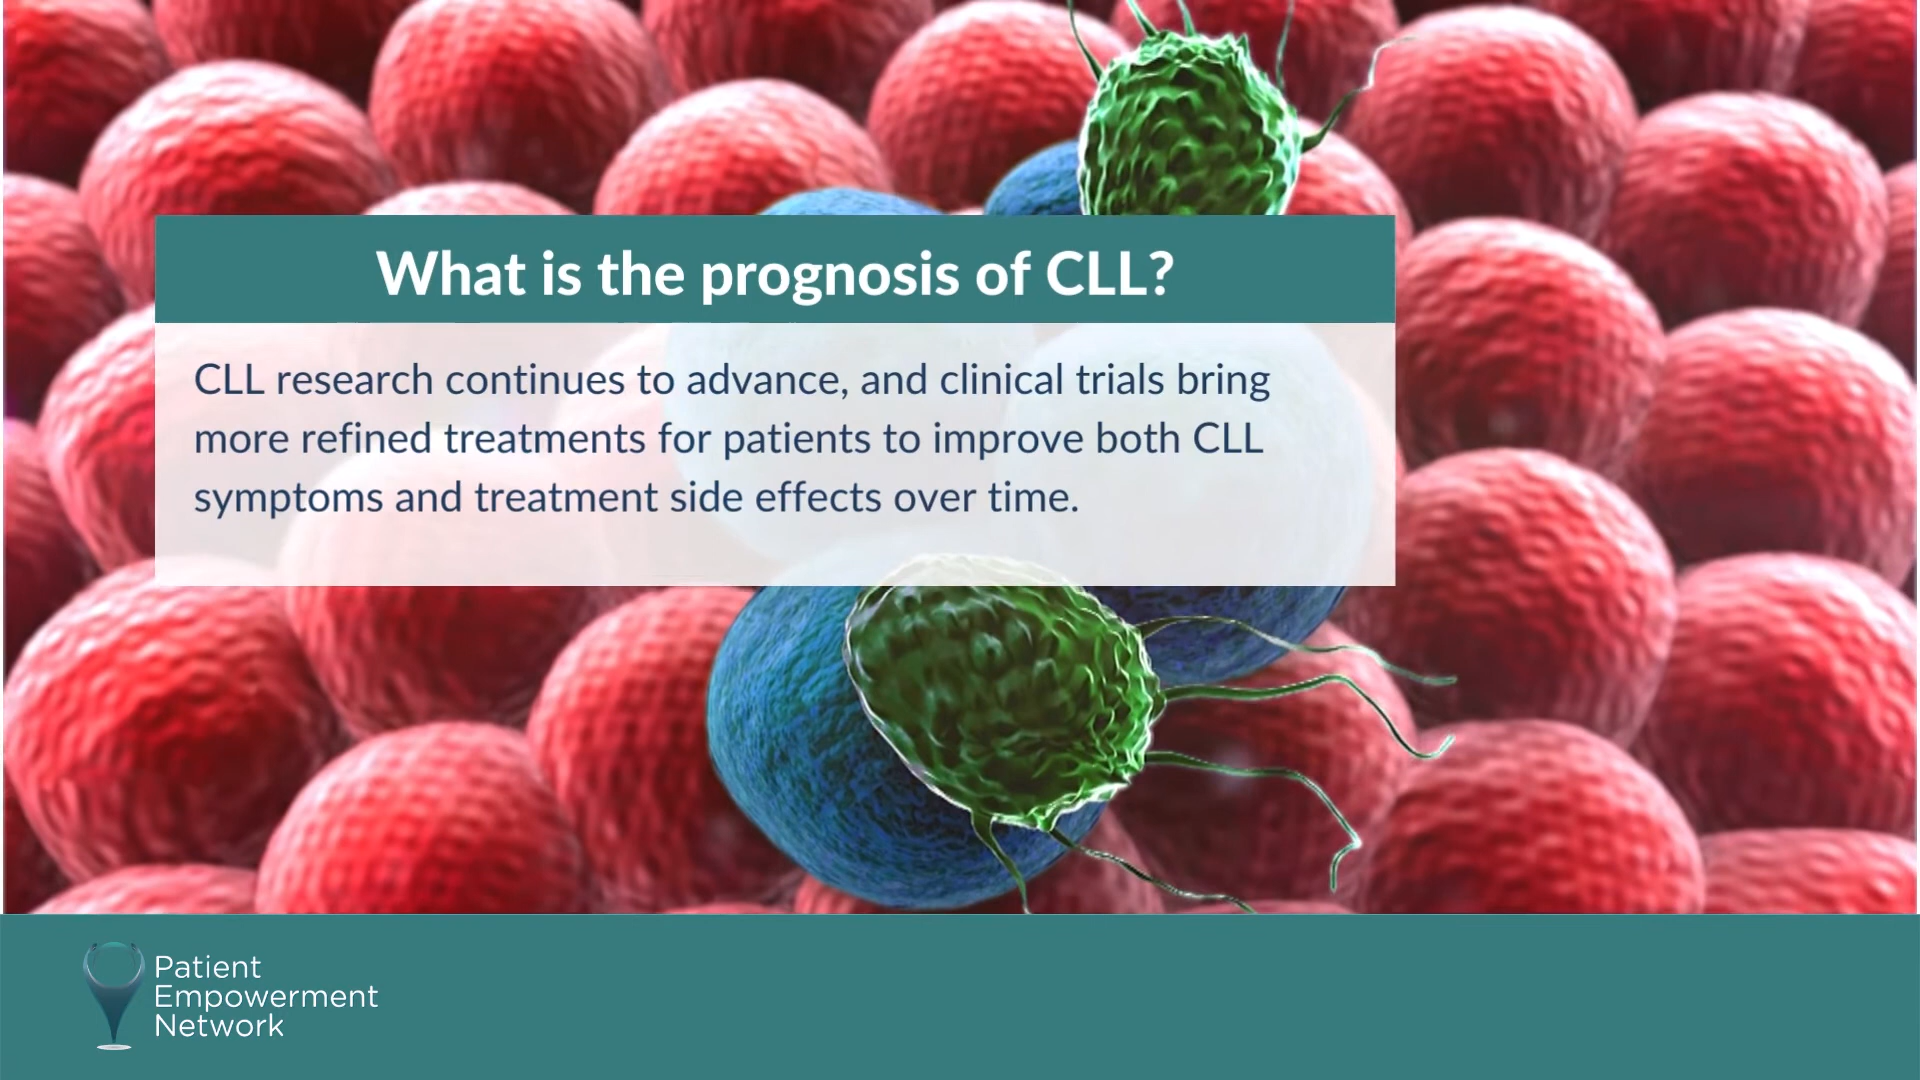 What is the prognosis of CLL?
CLL research continues to advance, and clinical trials bring
more refined treatments for patients to improve both CLL
symptoms and treatment side effects over time.
Patient
Empowerment
Network